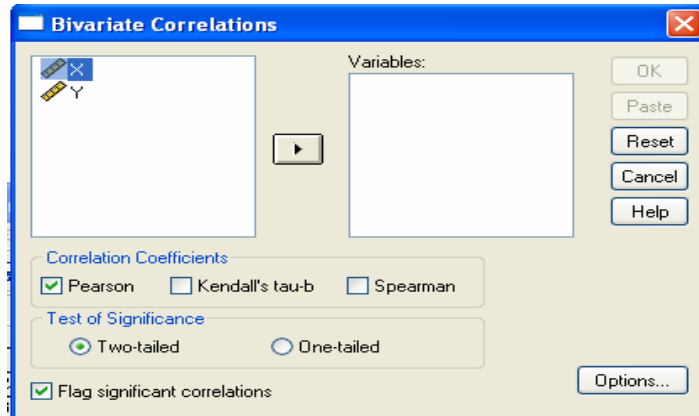 Bivariate Correlations
X
Y
Variables:
OK
Paste
Reset
Cancel
Help
Correlation Coefficients
Pearson Kendall's tau-b Spearman
Test of Significance
Two-tailed One-tailed
Flag significant correlations
Options...